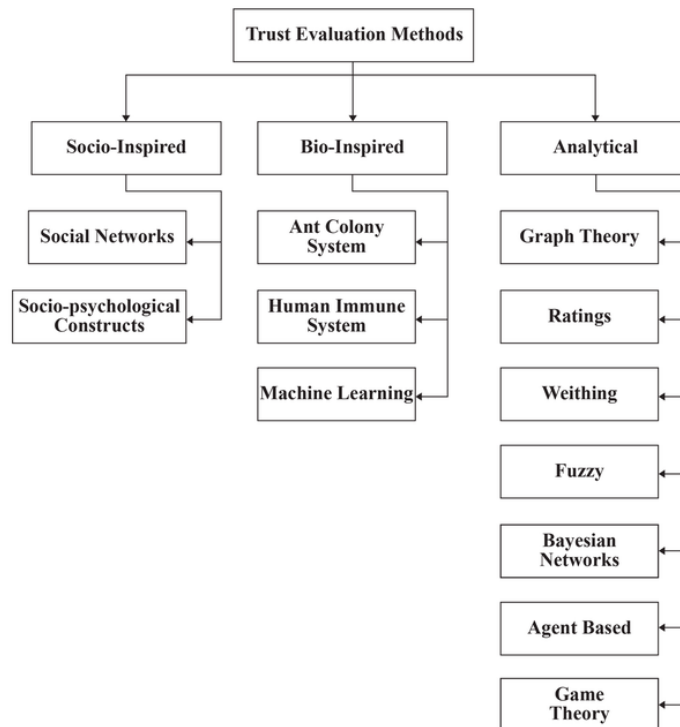 Trust Evaluation Methods
Socio-Inspired
Bio-Inspired
Analytical
Social Networks
Socio-psychological
Constructs
Ant Colony
System
Human Immune
System
Machine Learning
Graph Theory
Ratings
Weithing
Fuzzy
Bayesian
Networks
Agent Based
Game
Theory